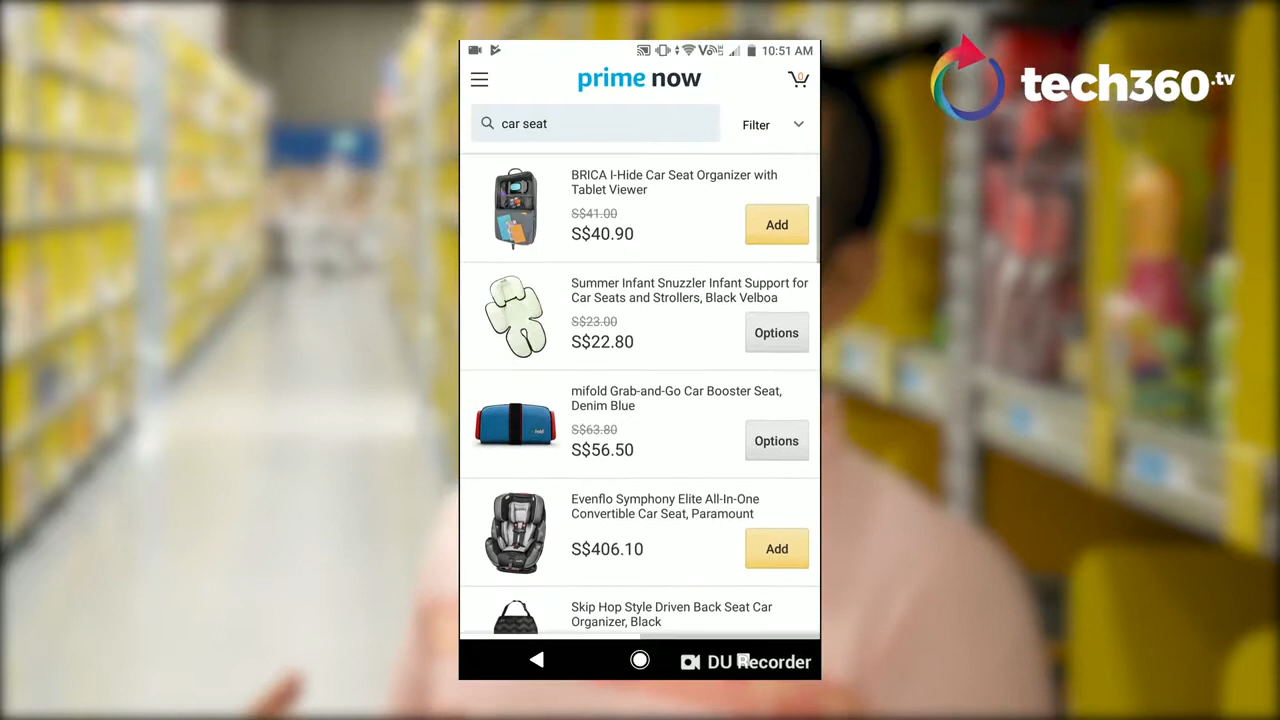 10:51 AM
prime now
0
tech360.tv
car seat
Filter
BRICA I-Hide Car Seat Organizer with
Tablet Viewer
S$41.00
S$40.90
Add
Summer Infant Snuzzler Infant Support for
Car Seats and Strollers, Black Velboa
S$23.00
S$22.80
Options
mifold Grab-and-Go Car Booster Seat,
Denim Blue
S$63.80
S$56.50
Options
Evenflo Symphony Elite All-In-One
Convertible Car Seat, Paramount
S$406.10
Add
Skip Hop Style Driven Back Seat Car
Organizer, Black
DU Recorder